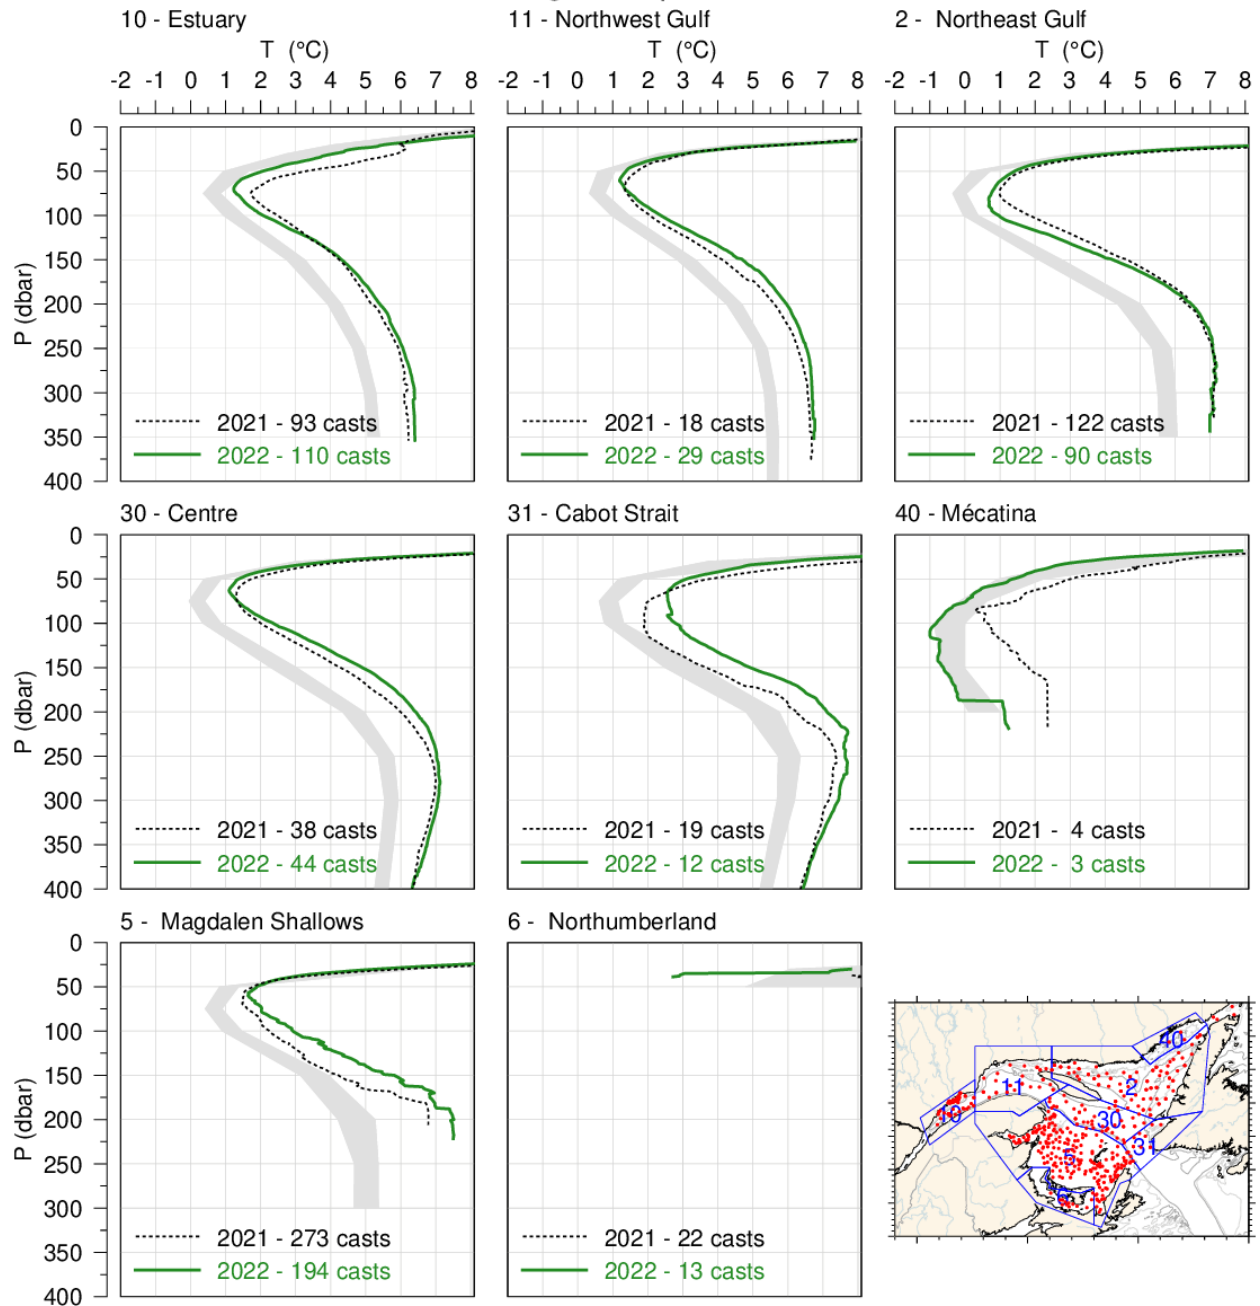 10 - Estuary
11 - Northwest Gulf
2 - Northeast Gulf
T (°C)
T (°C)
T (°C)
-2 -1 0 1 2 3 4 5 6 7 8
-2 -1 0 1 2 3 4 5 6 7 8
-2 -1 0 1 2 3 4 5 6 7 8
P (dbar)
0
50
100
150
200
250
300
350
400
2021 - 93 casts
2022 - 110 casts
2021 - 18 casts
2022 - 29 casts
2021 - 122 casts
2022 - 90 casts
30 - Centre
31 - Cabot Strait
40 - Mécatina
P (dbar)
0
50
100
150
200
250
300
350
400
2021 - 38 casts
2022 - 44 casts
2021 - 19 casts
2022 - 12 casts
2021 - 4 casts
2022 - 3 casts
5 - Magdalen Shallows
6 - Northumberland
P (dbar)
0
50
100
150
200
250
300
350
400
2021 - 273 casts
2022 - 194 casts
2021 - 22 casts
2022 - 13 casts
40
11
2
10
30
31
5
6